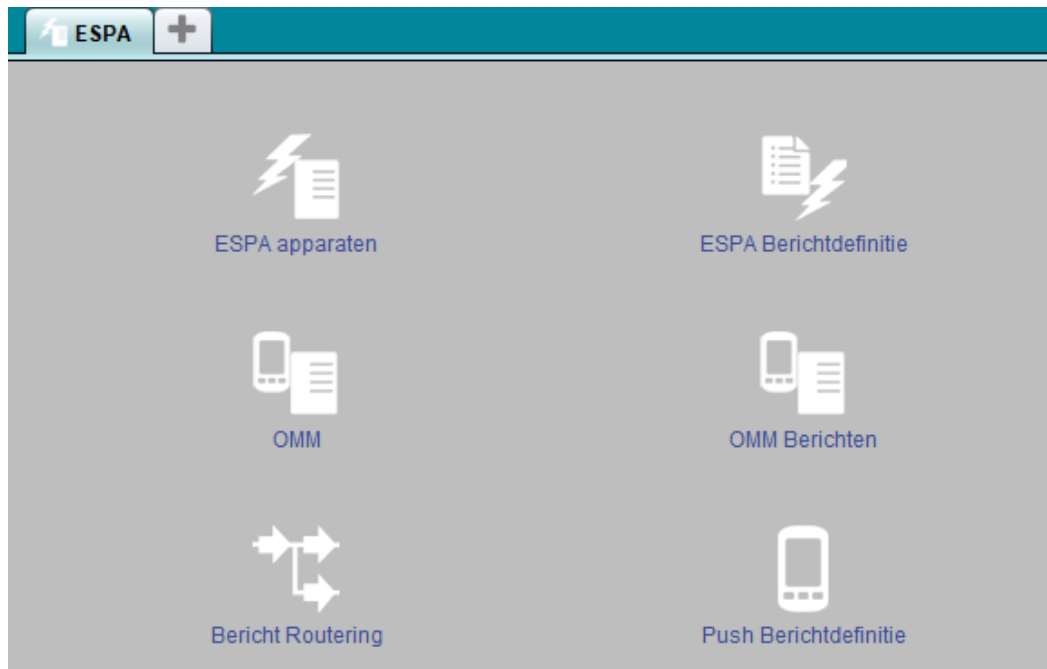 ESPA
ESPA apparaten
ESPA Berichtdefinitie
OMM
OMM Berichten
Bericht Routering
Push Berichtdefinitie